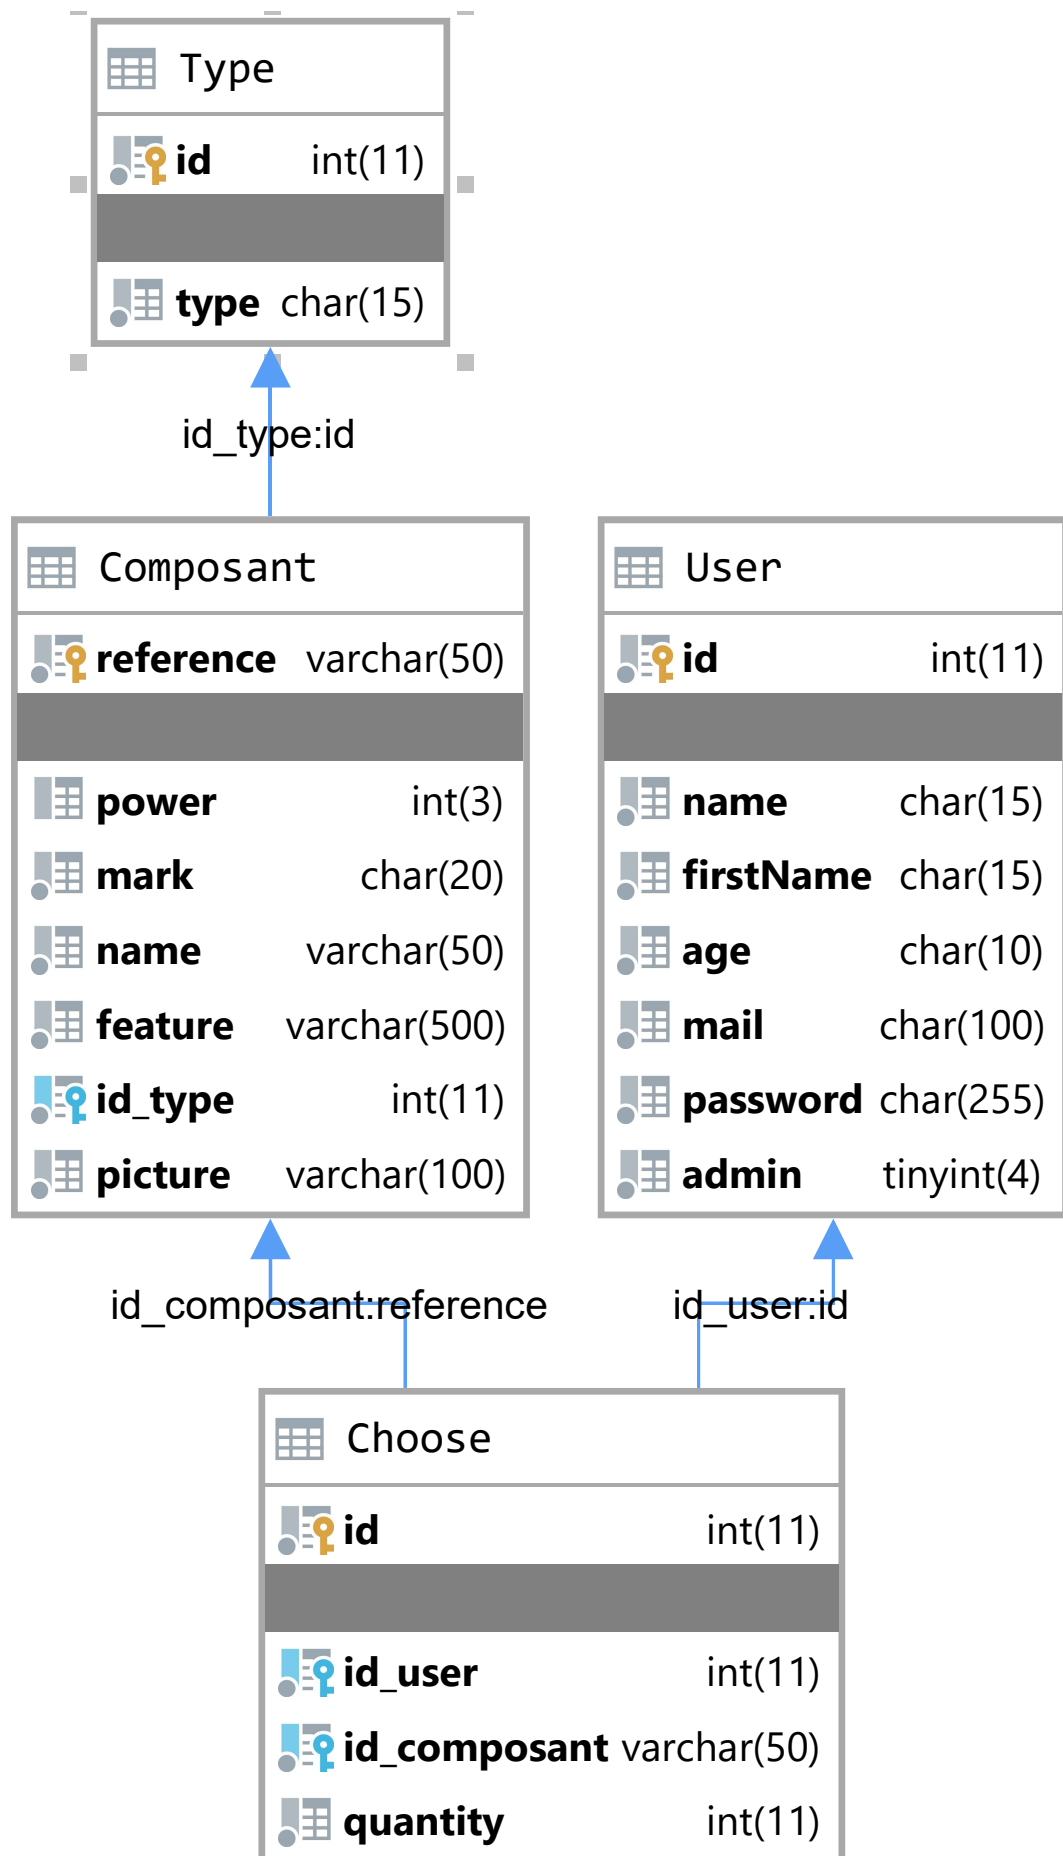 Type
id int(11)
type char(15)
id_type:id
Composant
reference varchar(50)
power int(3)
mark char(20)
name varchar(50)
feature varchar(500)
id_type int(11)
picture varchar(100)
User
id int(11)
name char(15)
firstName char(15)
age char(10)
mail char(100)
password char(255)
admin tinyint(4)
id_composant:reference
id_user:id
Choose
id int(11)
id_user int(11)
id_composant varchar(50)
quantity int(11)